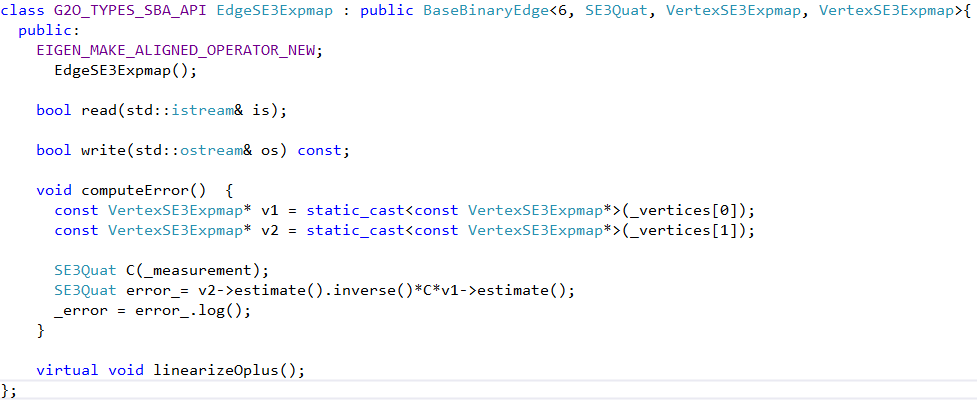 class G2O_TYPES_SBA_API EdgeSE3Expmap : public BaseBinaryEdge<6, SE3Quat, VertexSE3Expmap, VertexSE3Expmap>{
public:
EIGEN_MAKE_ALIGNED_OPERATOR_NEW;
EdgeSE3Expmap();
bool read(std::istream& is);
bool write(std::ostream& os) const;
void computeError()  {
const VertexSE3Expmap* v1 = static_cast<const VertexSE3Expmap*>(_vertices[0]);
const VertexSE3Expmap* v2 = static_cast<const VertexSE3Expmap*>(_vertices[1]);
SE3Quat C(_measurement);
SE3Quat error_= v2->estimate().inverse()*C*v1->estimate();
_error = error_.log();
}
virtual void linearizeOplus();
};